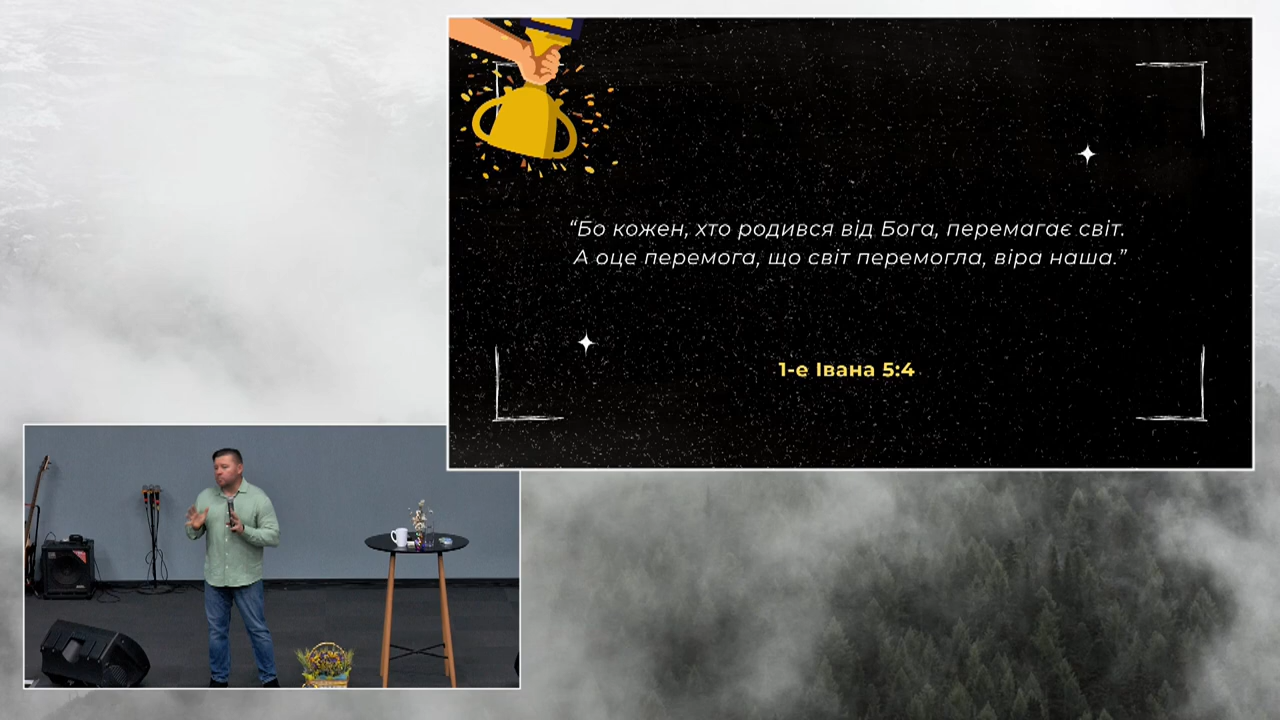 “Бо кожен, хто родився від Бога, перемагає світ.
А оце перемога, що світ перемогла, віра наша.”
1-е Івана 5:4